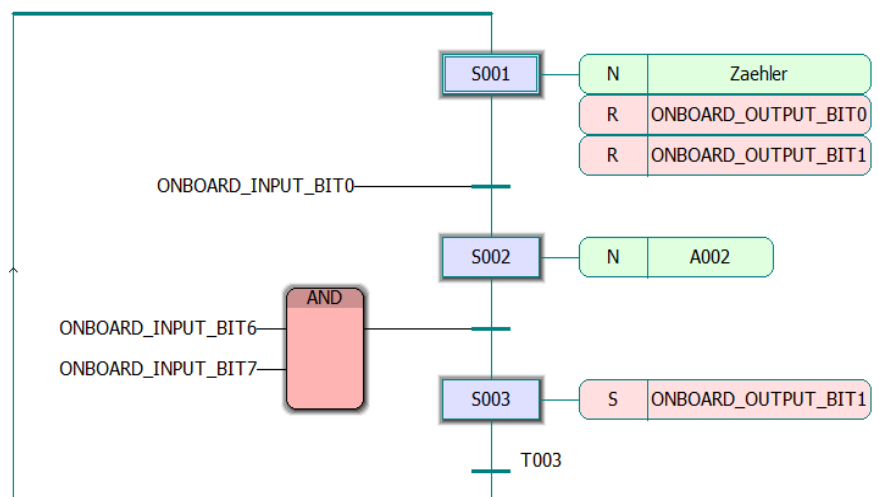 S001 N Zaehler
R ONBOARD_OUTPUT_BIT0
R ONBOARD_OUTPUT_BIT1
ONBOARD_INPUT_BIT0
S002 N A002
AND
ONBOARD_INPUT_BIT6
ONBOARD_INPUT_BIT7
S003 S ONBOARD_OUTPUT_BIT1
T003